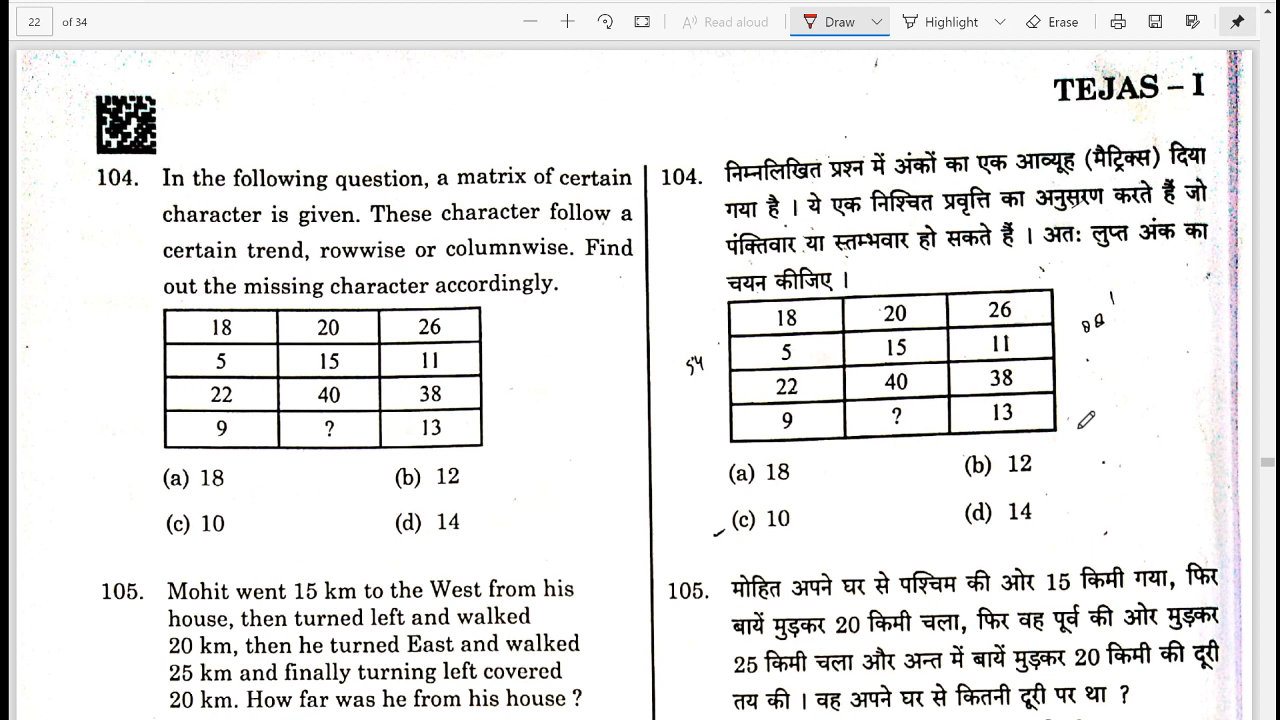 22 of 34 Read aloud Draw Highlight Erase
TEJAS – I
104. In the following question, a matrix of certain
character is given. These character follow a
certain trend, rowwise or columnwise. Find
out the missing character accordingly.
18 20 26
5 15 11
22 40 38
9 ? 13
(a) 18 (b) 12
(c) 10 (d) 14
105. Mohit went 15 km to the West from his
house, then turned left and walked
20 km, then he turned East and walked
25 km and finally turning left covered
20 km. How far was he from his house ?
104. निम्नलिखित प्रश्न में अंकों का एक आव्यूह (मैट्रिक्स) दिया
गया है । ये एक निश्चित प्रवृत्ति का अनुसरण करते हैं जो
पंक्तिवार या स्तम्भवार हो सकते हैं । अतः लुप्त अंक का
चयन कीजिए ।
18 20 26
5 15 11
22 40 38
9 ? 13
54
(a) 18 (b) 12
(c) 10 (d) 14
105. मोहित अपने घर से पश्चिम की ओर 15 किमी गया, फिर
बायें मुड़कर 20 किमी चला, फिर वह पूर्व की ओर मुड़कर
25 किमी चला और अन्त में बायें मुड़कर 20 किमी की दूरी
तय की । वह अपने घर से कितनी दूरी पर था ?